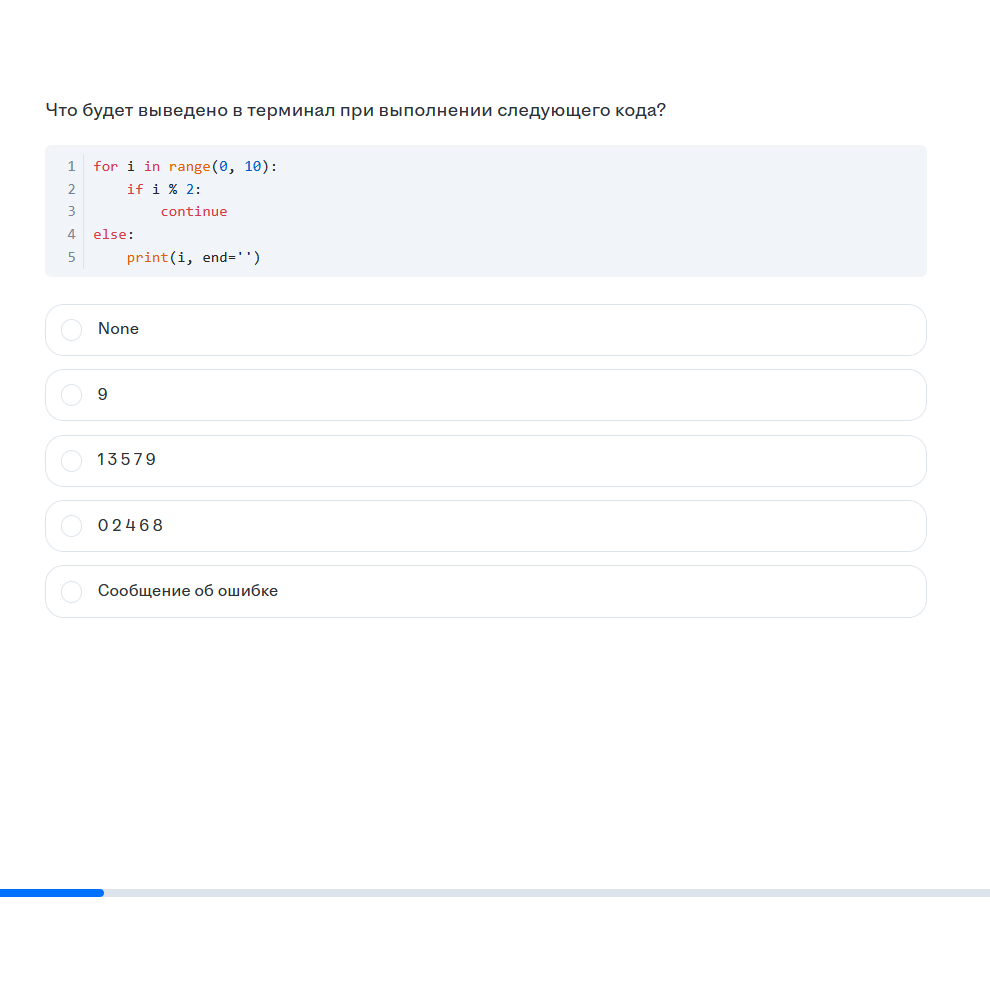 Что будет выведено в терминал при выполнении следующего кода?
1 for i in range(0, 10):
2     if i % 2:
3         continue
4 else:
5     print(i, end='')
None
9
1 3 5 7 9
0 2 4 6 8
Сообщение об ошибке